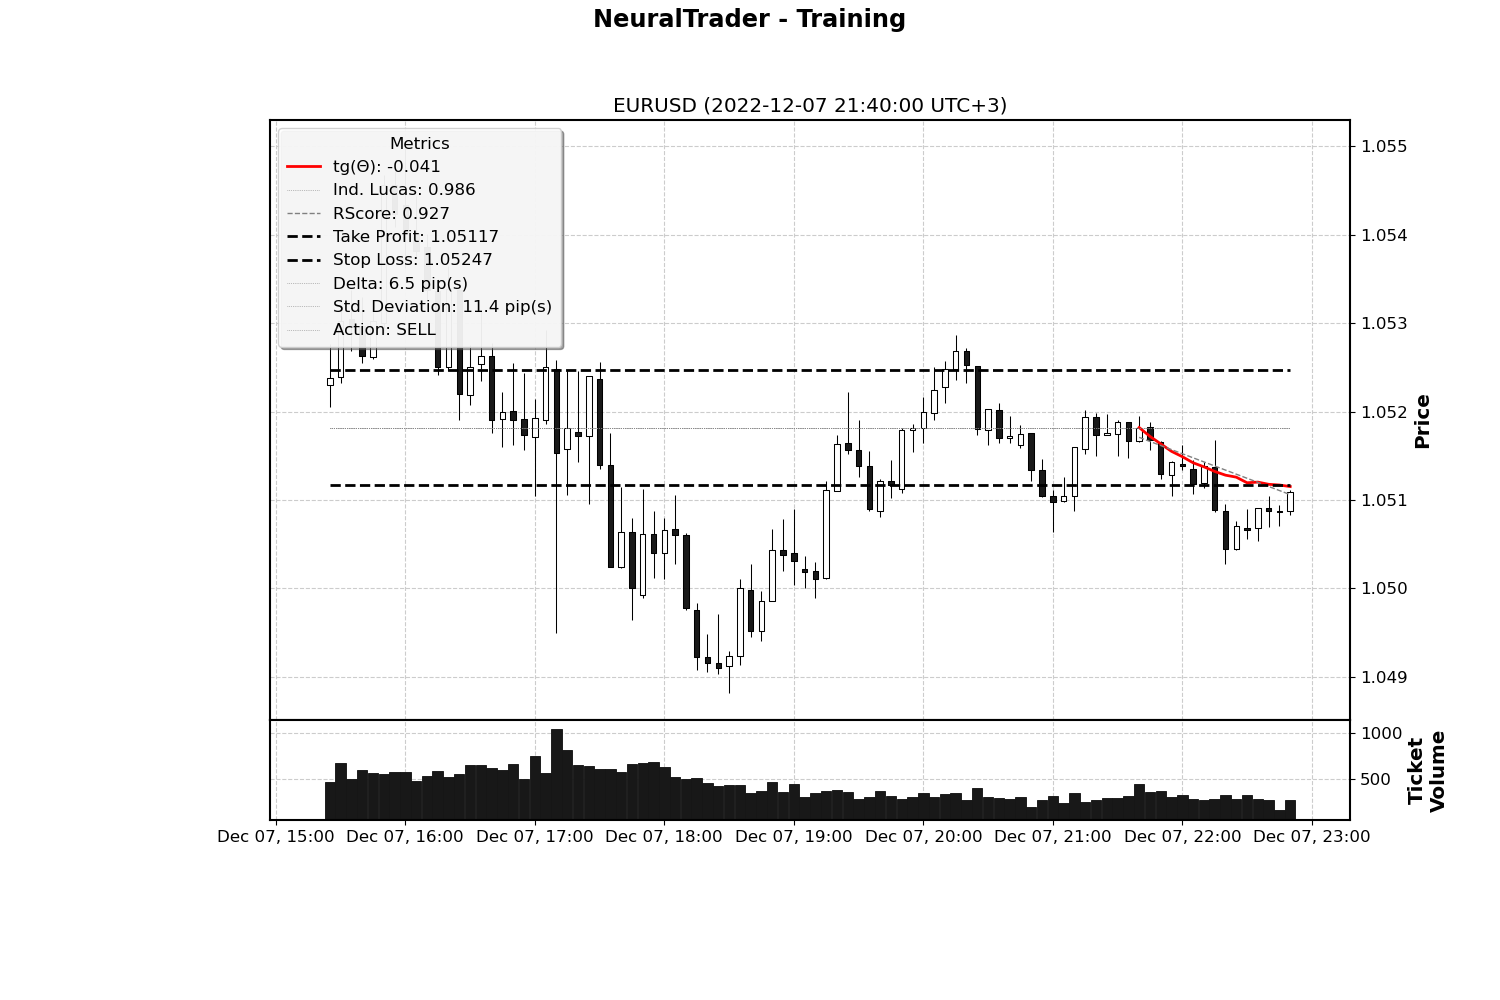 NeuralTrader - Training
EURUSD (2022-12-07 21:40:00 UTC+3)
Metrics
tg(Θ): -0.041
Ind. Lucas: 0.986
RScore: 0.927
Take Profit: 1.05117
Stop Loss: 1.05247
Delta: 6.5 pip(s)
Std. Deviation: 11.4 pip(s)
Action: SELL
1.055
1.054
1.053
1.052
1.051
1.050
1.049
Price
1000
500
Ticket
Volume
Dec 07, 15:00 Dec 07, 16:00 Dec 07, 17:00 Dec 07, 18:00 Dec 07, 19:00 Dec 07, 20:00 Dec 07, 21:00 Dec 07, 22:00 Dec 07, 23:00